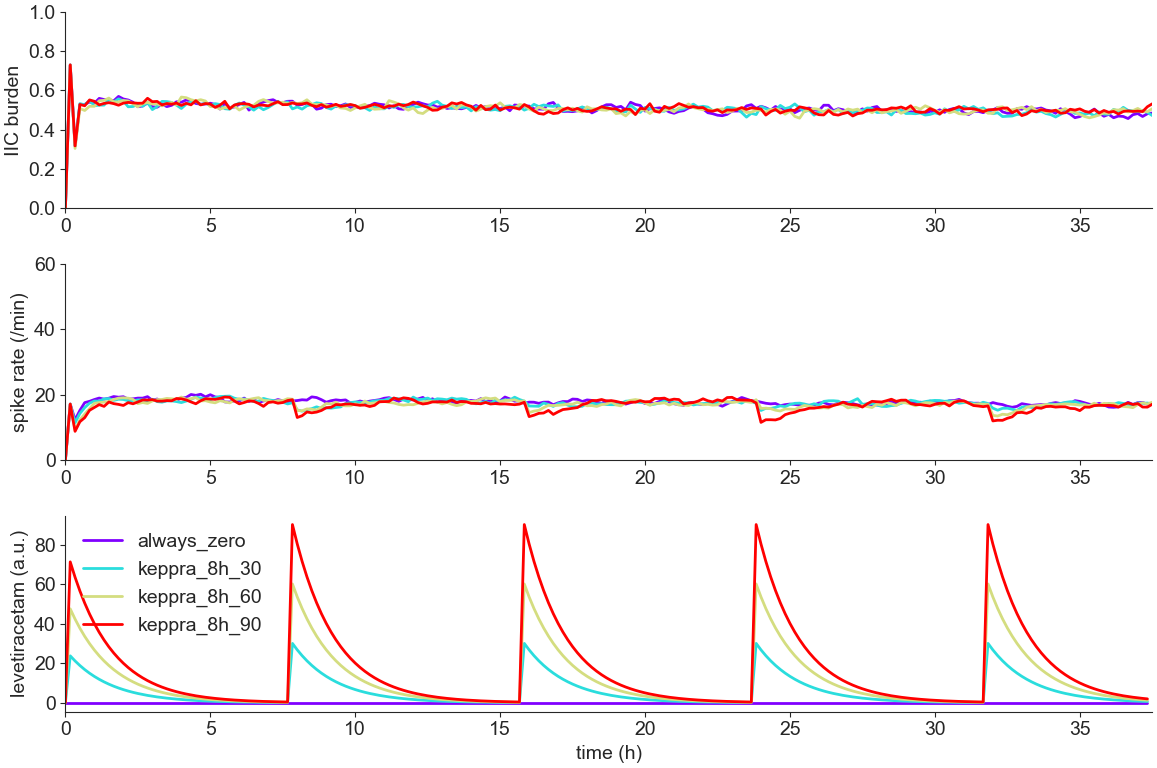 IIC burden
1.0
0.8
0.6
0.4
0.2
0.0
0 5 10 15 20 25 30 35
spike rate (/min)
60
40
20
0
0 5 10 15 20 25 30 35
levetiracetam (a.u.)
80
60
40
20
0
always_zero
keppra_8h_30
keppra_8h_60
keppra_8h_90
0 5 10 15 20 25 30 35
time (h)